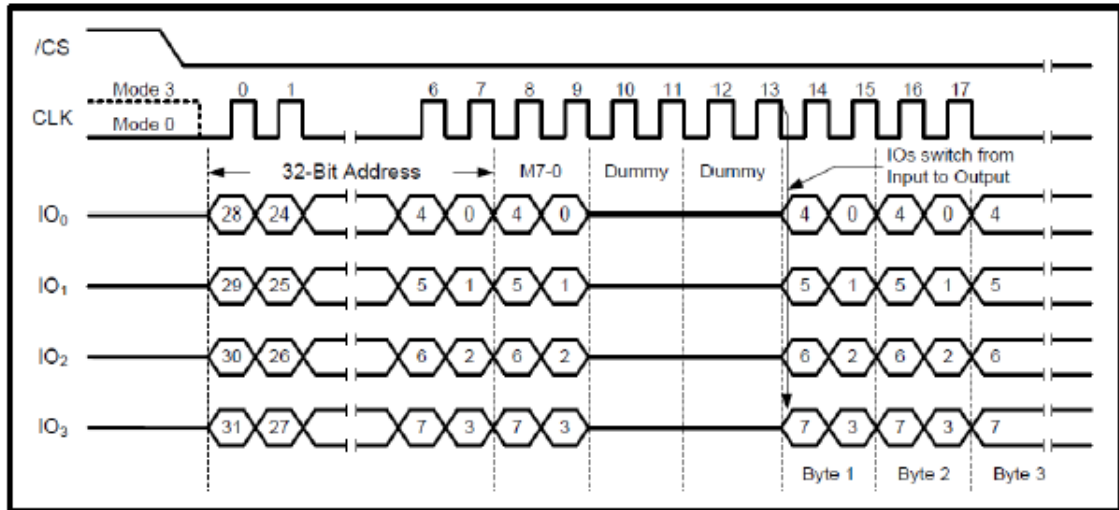 /CS
Mode 3 0 1 6 7 8 9 10 11 12 13 14 15 16 17
CLK
Mode 0
IOs switch from
32-Bit Address M7-0 Dummy Dummy Input to Output
IO₀ 28 24 4 0 4 0 4 0 4 0 4
IO₁ 29 25 5 1 5 1 5 1 5 1 5
IO₂ 30 26 6 2 6 2 6 2 6 2 6
IO₃ 31 27 7 3 7 3 7 3 7 3 7
Byte 1 Byte 2 Byte 3